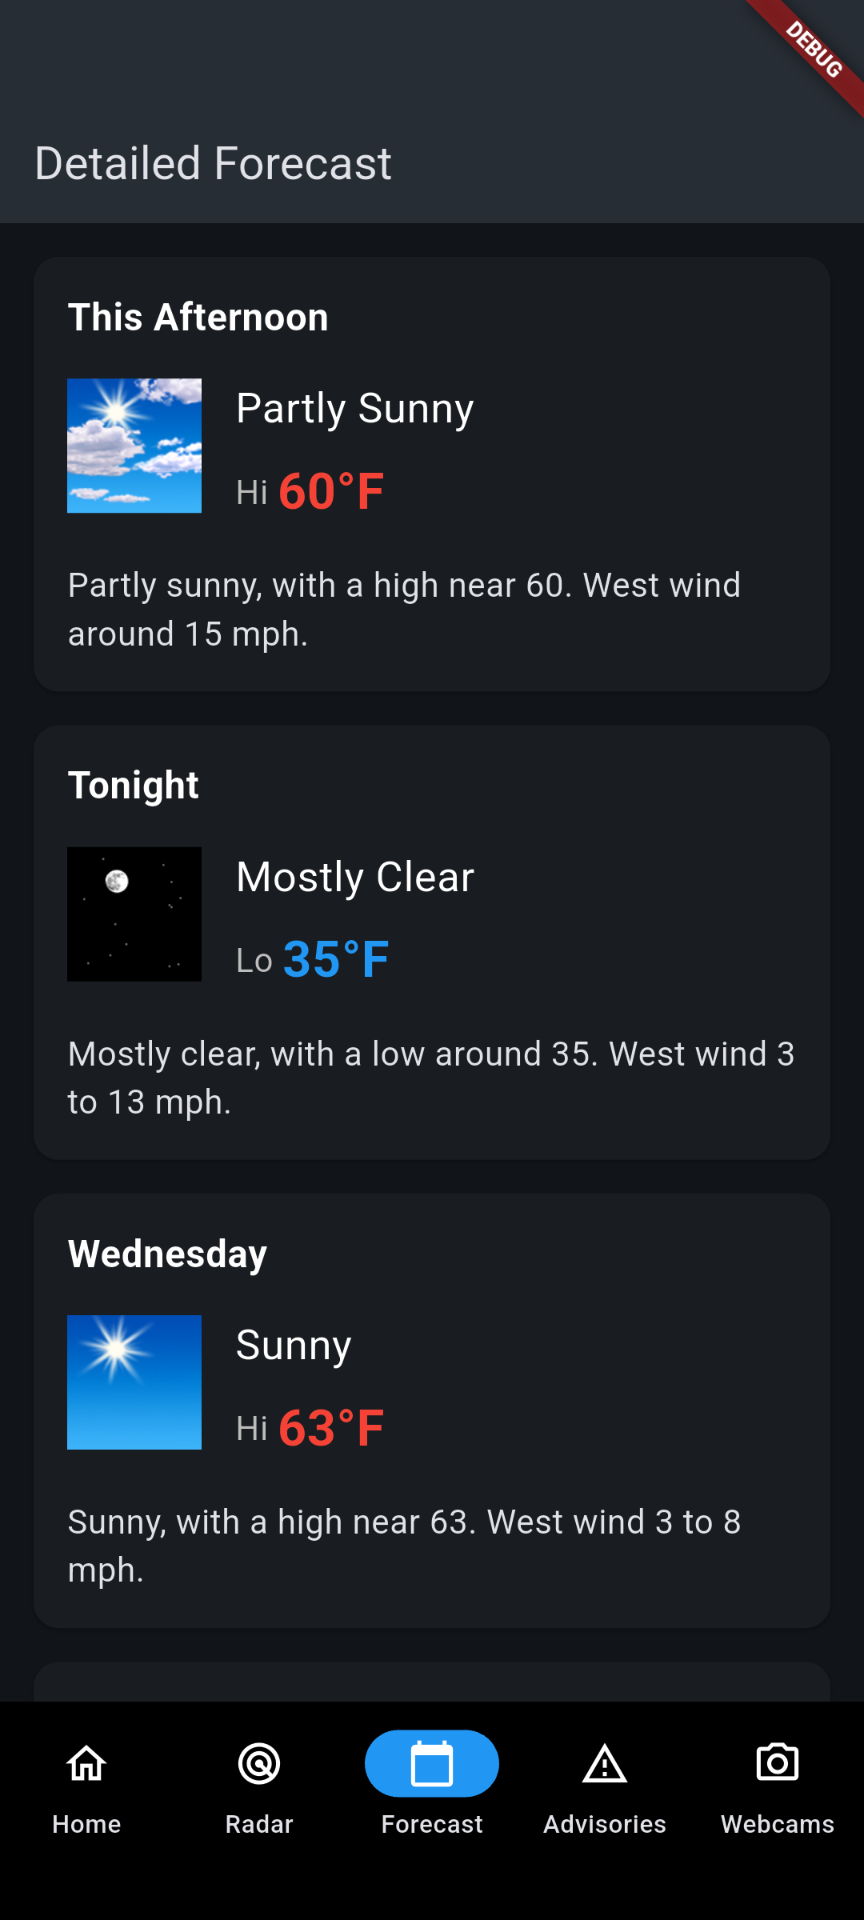 DEBUG
Detailed Forecast
This Afternoon
Partly Sunny
Hi 60°F
Partly sunny, with a high near 60. West wind
around 15 mph.
Tonight
Mostly Clear
Lo 35°F
Mostly clear, with a low around 35. West wind 3
to 13 mph.
Wednesday
Sunny
Hi 63°F
Sunny, with a high near 63. West wind 3 to 8
mph.
Home Radar Forecast Advisories Webcams